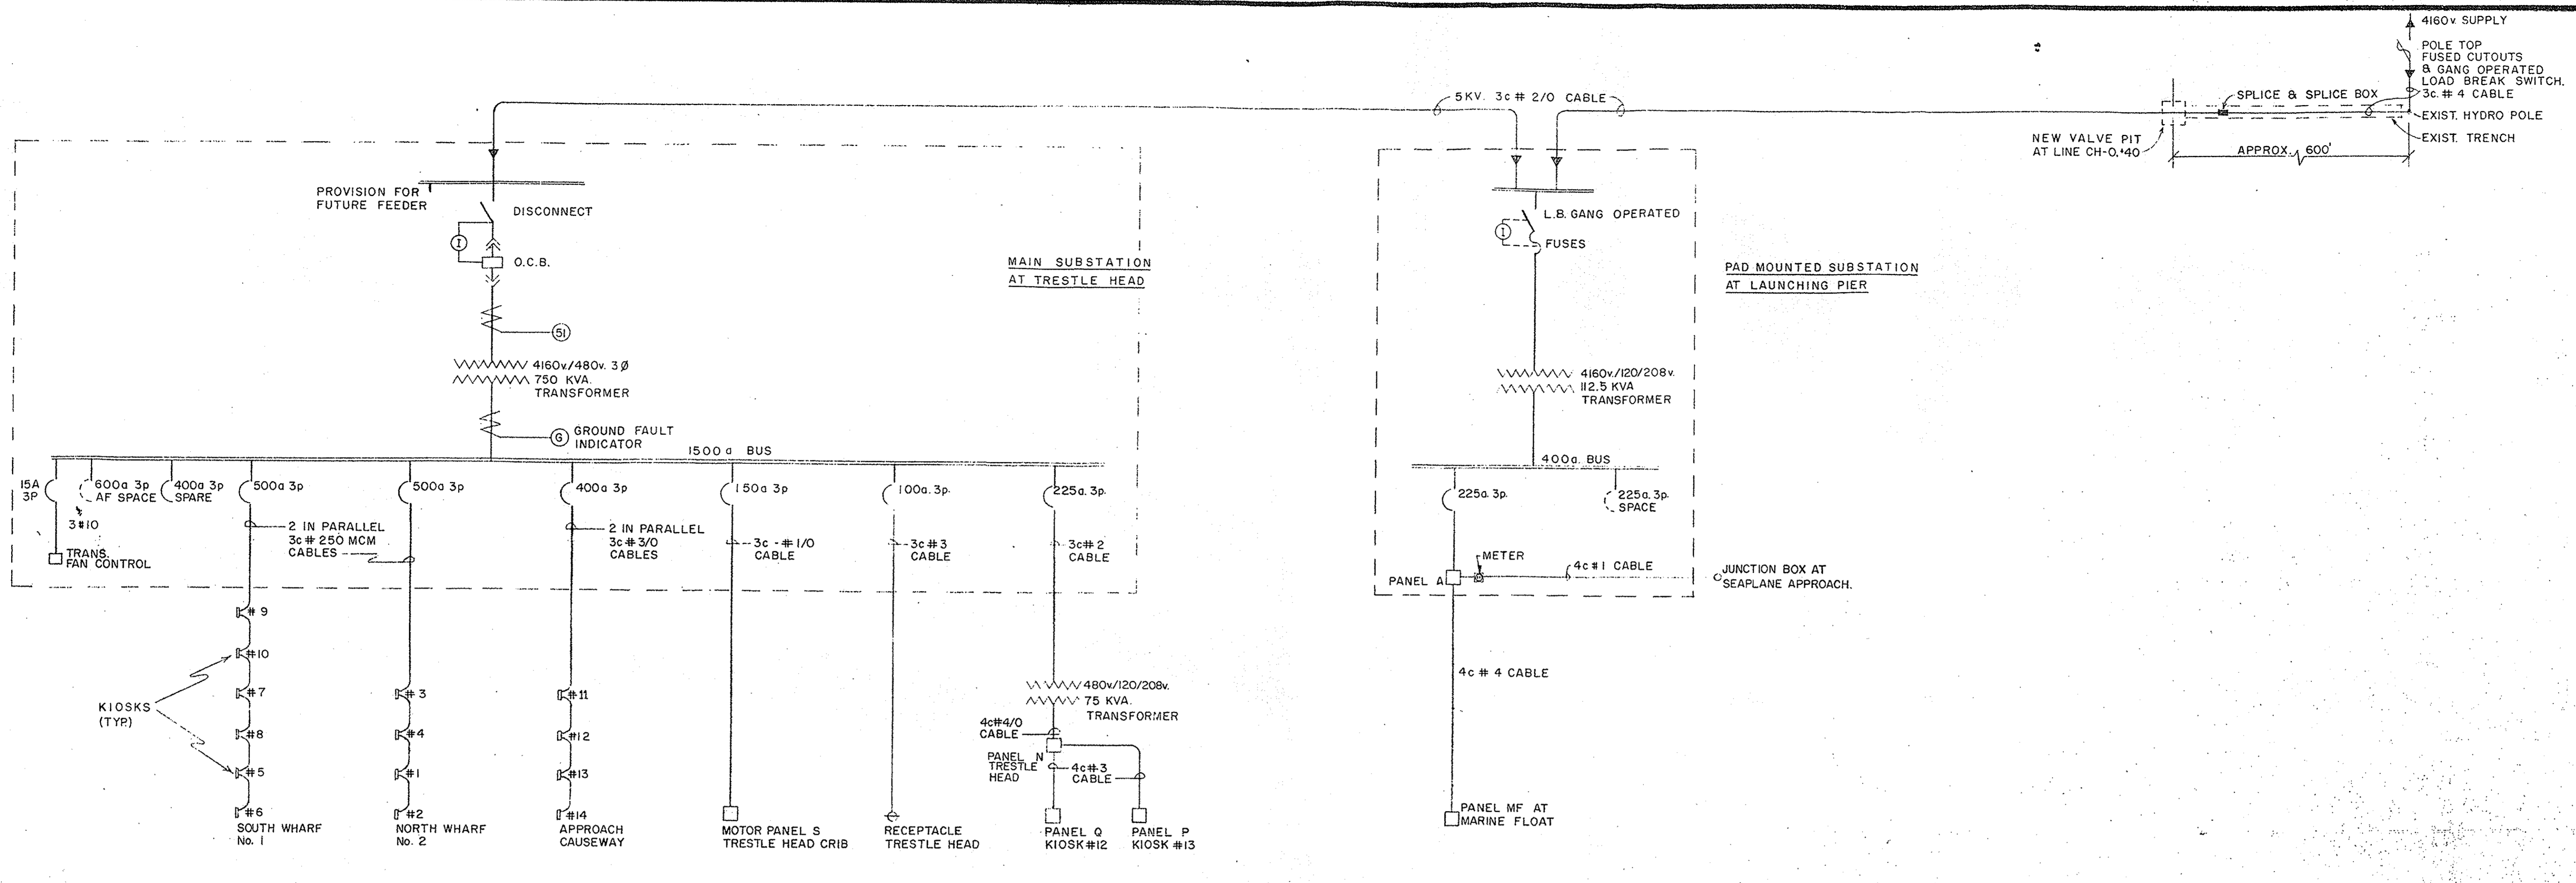 4160v. SUPPLY
POLE TOP
FUSED CUTOUTS
& GANG OPERATED
LOAD BREAK SWITCH.
3c. # 4 CABLE
EXIST. HYDRO POLE
EXIST. TRENCH
SPLICE & SPLICE BOX
NEW VALVE PIT
AT LINE CH-0.+40
APPROX. 600'
5KV. 3c # 2/0 CABLE
PROVISION FOR
FUTURE FEEDER
DISCONNECT
I
O.C.B.
51
4160v./480v. 3Ø
750 KVA.
TRANSFORMER
G
GROUND FAULT
INDICATOR
MAIN SUBSTATION
AT TRESTLE HEAD
1500a BUS
15A
3P
600a 3p
AF SPACE
400a 3p
SPARE
500a 3p
500a 3p
400a 3p
150a 3p
100a. 3p.
225a. 3p.
3#10
TRANS.
FAN CONTROL
2 IN PARALLEL
3c # 250 MCM
CABLES
2 IN PARALLEL
3c # 3/0
CABLES
3c - # 1/0
CABLE
3c # 3
CABLE
3c# 2
CABLE
KIOSKS
(TYP.)
# 9
#10
#7
#8
#5
#6
SOUTH WHARF
No. 1
# 3
#4
#1
#2
NORTH WHARF
No. 2
#11
#12
#13
#14
APPROACH
CAUSEWAY
MOTOR PANEL S
TRESTLE HEAD CRIB
RECEPTACLE
TRESTLE HEAD
480v./120/208v.
75 KVA.
TRANSFORMER
4c#4/0
CABLE
PANEL N
TRESTLE
HEAD
4c#3
CABLE
PANEL Q
KIOSK #12
PANEL P
KIOSK #13
L.B. GANG OPERATED
I
FUSES
PAD MOUNTED SUBSTATION
AT LAUNCHING PIER
4160v./120/208v.
112.5 KVA
TRANSFORMER
400a. BUS
225a. 3p.
225a. 3p.
SPACE
METER
PANEL A
4c # 1 CABLE
JUNCTION BOX AT
SEAPLANE APPROACH.
4c # 4 CABLE
PANEL MF AT
MARINE FLOAT